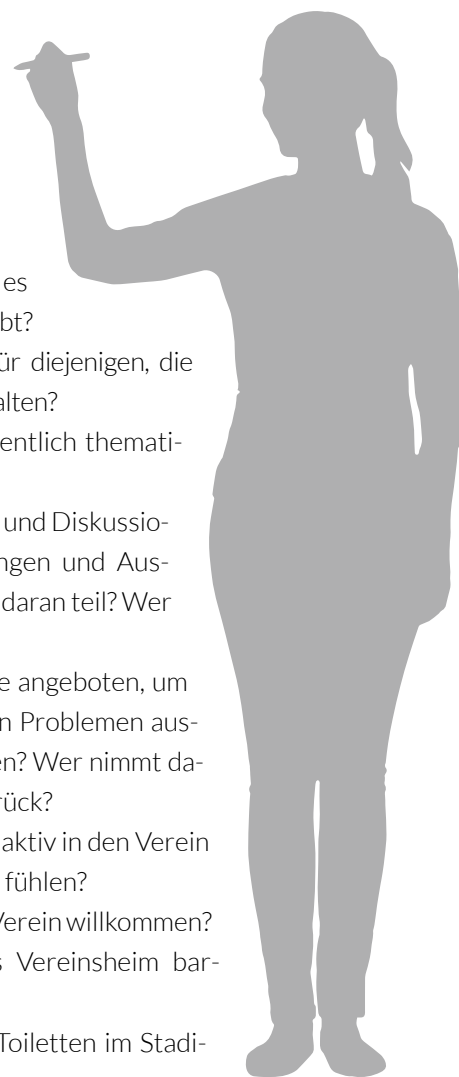 es
bt?
ür diejenigen, die
alten?
entlich themati-
und Diskussio-
ngen und Aus-
daran teil? Wer
e angeboten, um
n Problemen aus-
en? Wer nimmt da-
rück?
aktiv in den Verein
fühlen?
Verein willkommen?
s Vereinsheim bar-
Toiletten im Stadi-